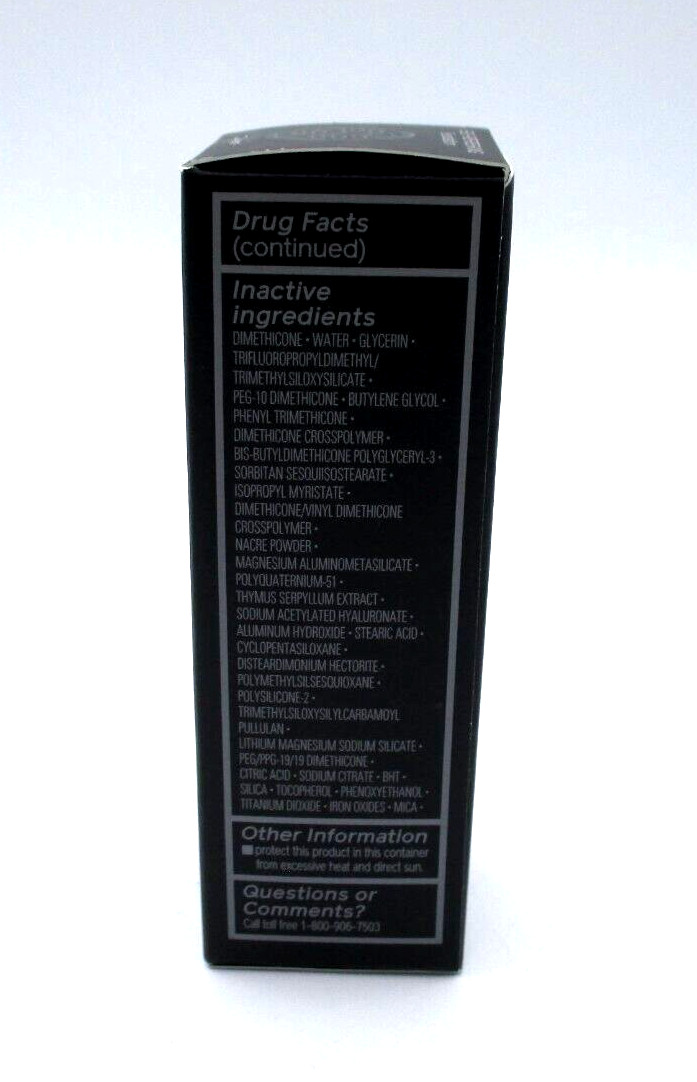 Drug Facts
(continued)
Inactive
ingredients
DIMETHICONE • WATER • GLYCERIN •
TRIFLUOROPROPYLDIMETHYL/
TRIMETHYLSILOXYSILICATE •
PEG-10 DIMETHICONE • BUTYLENE GLYCOL •
PHENYL TRIMETHICONE •
DIMETHICONE CROSSPOLYMER •
BIS-BUTYLDIMETHICONE POLYGLYCERYL-3 •
SORBITAN SESQUIISOSTEARATE •
ISOPROPYL MYRISTATE •
DIMETHICONE/VINYL DIMETHICONE
CROSSPOLYMER •
NACRE POWDER •
MAGNESIUM ALUMINOMETASILICATE •
POLYQUATERNIUM-51 •
THYMUS SERPYLLUM EXTRACT •
SODIUM ACETYLATED HYALURONATE •
ALUMINUM HYDROXIDE • STEARIC ACID •
CYCLOPENTASILOXANE •
DISTEARDIMONIUM HECTORITE •
POLYMETHYLSILSESQUIOXANE •
POLYSILICONE-2 •
TRIMETHYLSILOXYSILYLCARBAMOYL
PULLULAN •
LITHIUM MAGNESIUM SODIUM SILICATE •
PEG/PPG-19/19 DIMETHICONE •
CITRIC ACID • SODIUM CITRATE • BHT •
SILICA • TOCOPHEROL • PHENOXYETHANOL •
TITANIUM DIOXIDE • IRON OXIDES • MICA •
Other Information
■ protect this product in this container
from excessive heat and direct sun.
Questions or
Comments?
Call toll free 1-800-906-7503